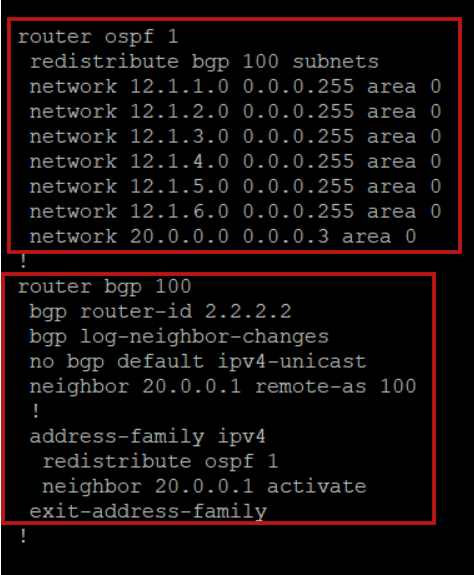 router ospf 1
 redistribute bgp 100 subnets
 network 12.1.1.0 0.0.0.255 area 0
 network 12.1.2.0 0.0.0.255 area 0
 network 12.1.3.0 0.0.0.255 area 0
 network 12.1.4.0 0.0.0.255 area 0
 network 12.1.5.0 0.0.0.255 area 0
 network 12.1.6.0 0.0.0.255 area 0
 network 20.0.0.0 0.0.0.3 area 0
!
router bgp 100
 bgp router-id 2.2.2.2
 bgp log-neighbor-changes
 no bgp default ipv4-unicast
 neighbor 20.0.0.1 remote-as 100
 !
 address-family ipv4
  redistribute ospf 1
  neighbor 20.0.0.1 activate
 exit-address-family
!